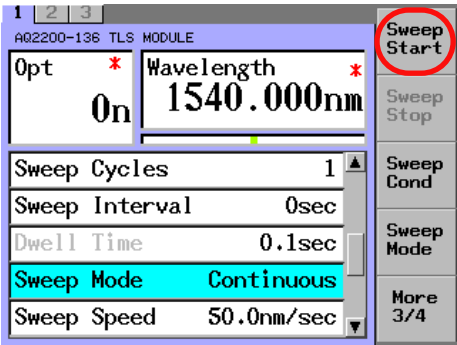 1 2 3
AQ2200-136 TLS MODULE
Opt * On
Wavelength * 1540.000nm
Sweep Cycles 1
Sweep Interval 0sec
Dwell Time 0.1sec
Sweep Mode Continuous
Sweep Speed 50.0nm/sec
Sweep
Start
Sweep
Stop
Sweep
Cond
Sweep
Mode
More
3/4